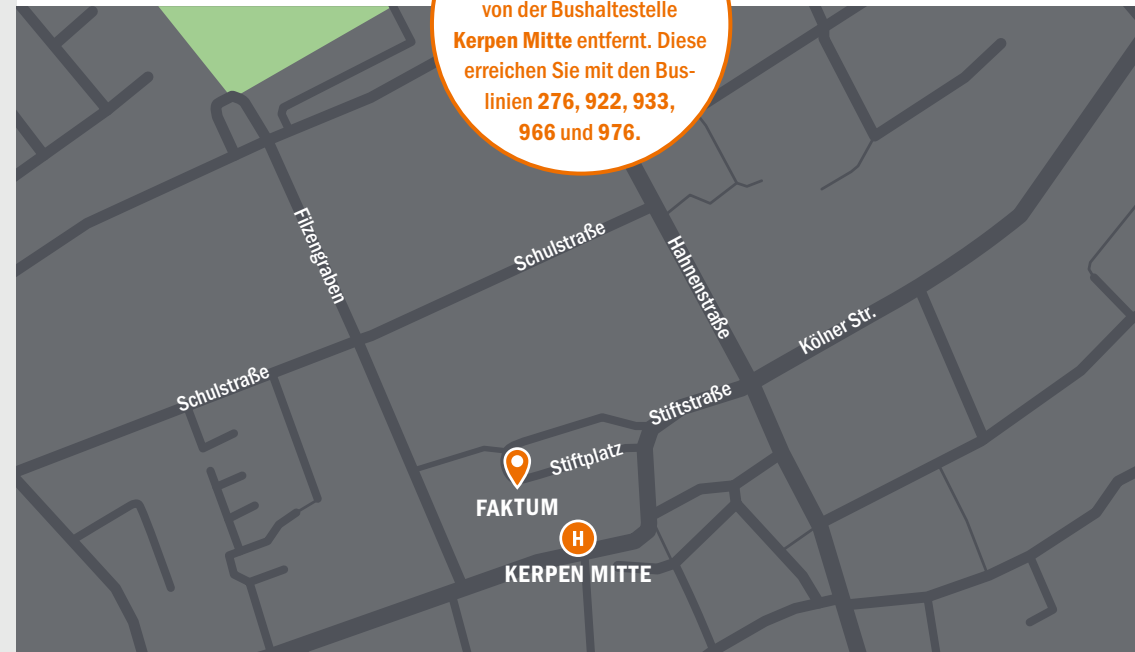 von der Bushaltestelle
Kerpen Mitte entfernt. Diese
erreichen Sie mit den Bus-
linien 276, 922, 933,
966 und 976.
Filzengraben
Schulstraße
Hahnenstraße
Kölner Str.
Schulstraße
Stiftstraße
Stiftplatz
FAKTUM
H
KERPEN MITTE